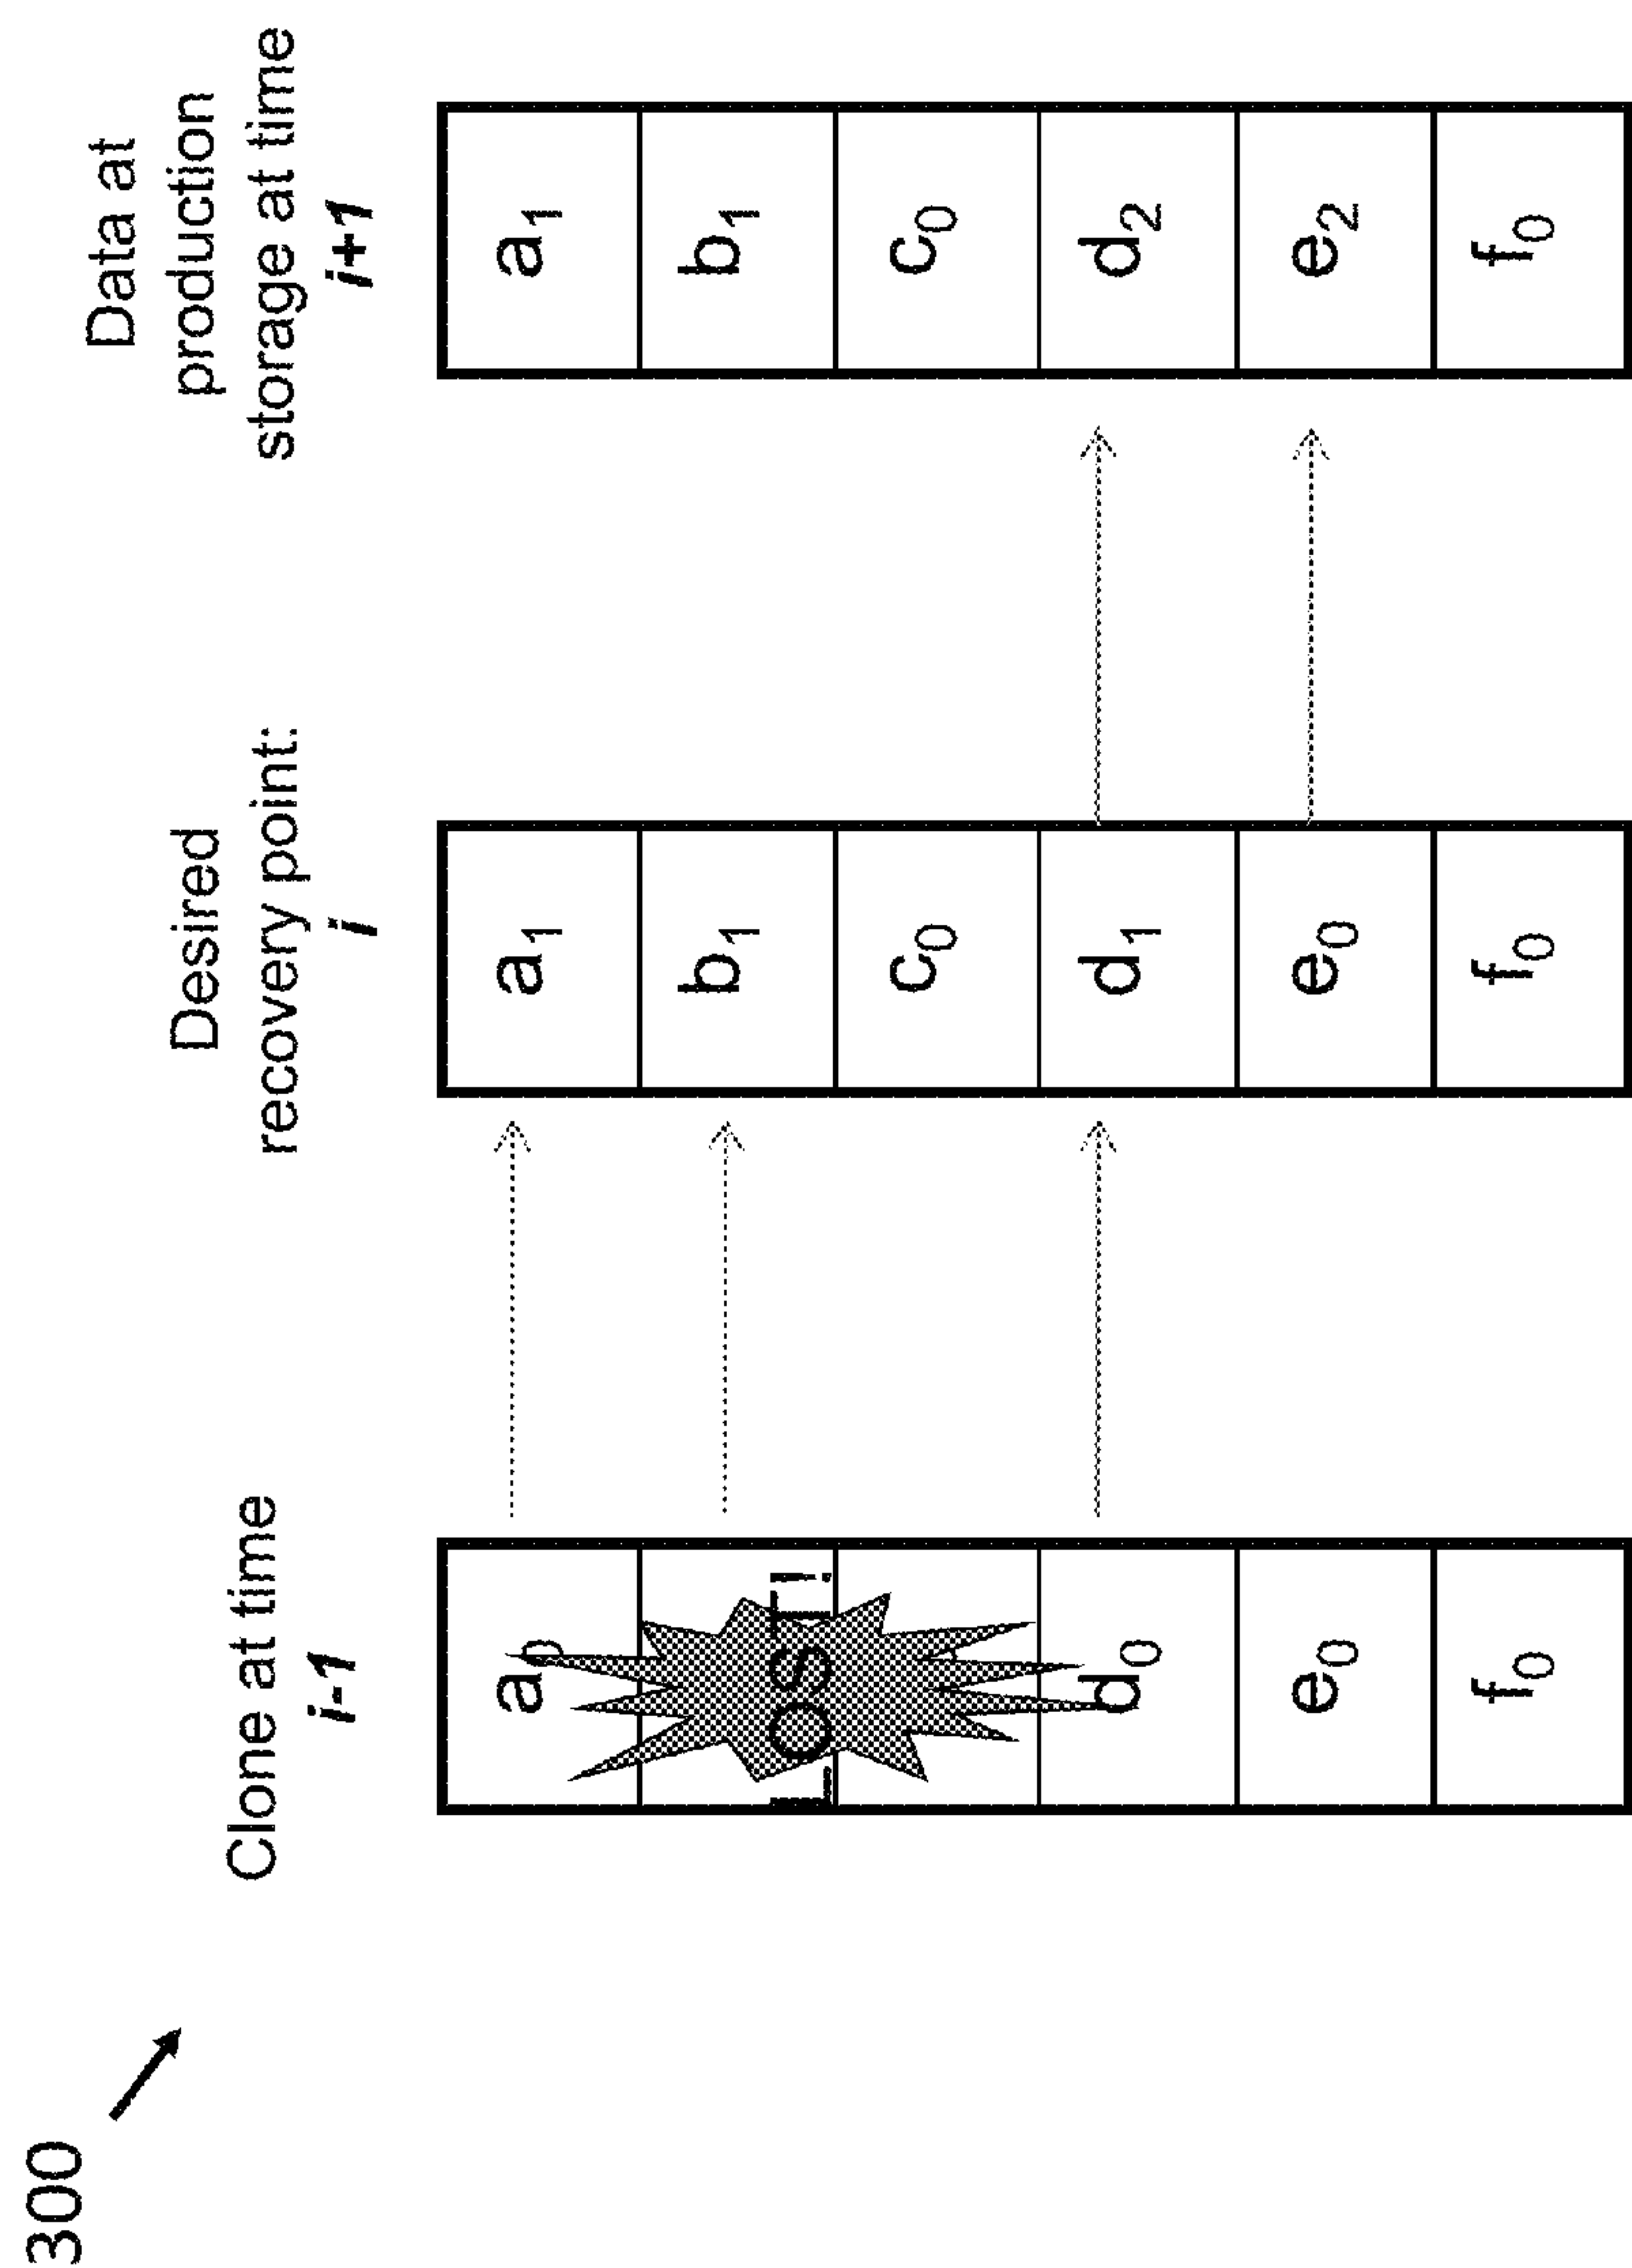 300
Clone at time
i-1
a₀
LOST!
d₀
e₀
f₀
Desired
recovery point:
i
a₁
b₁
c₀
d₁
e₀
f₀
Data at
production
storage at time
i+1
a₁
b₁
c₀
d₂
e₂
f₀